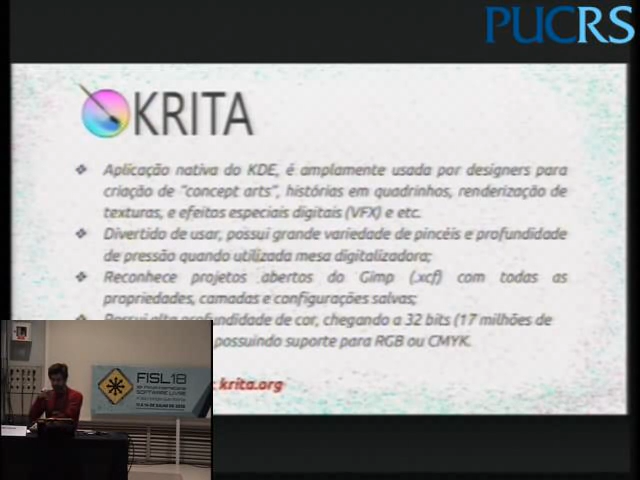 PUCRS
KRITA
❖ Aplicação nativa do KDE, é amplamente usada por designers para
criação de "concept arts", histórias em quadrinhos, renderização de
texturas, e efeitos especiais digitais (VFX) e etc.
❖ Divertido de usar, possui grande variedade de pincéis e profundidade
de pressão quando utilizada mesa digitalizadora;
❖ Reconhece projetos abertos do Gimp (.xcf) com todas as
propriedades, camadas e configurações salvas;
❖ Possui alta profundidade de cor, chegando a 32 bits (17 milhões de
possuindo suporte para RGB ou CMYK.
: krita.org
FISL18
SOFTWARE LIVRE